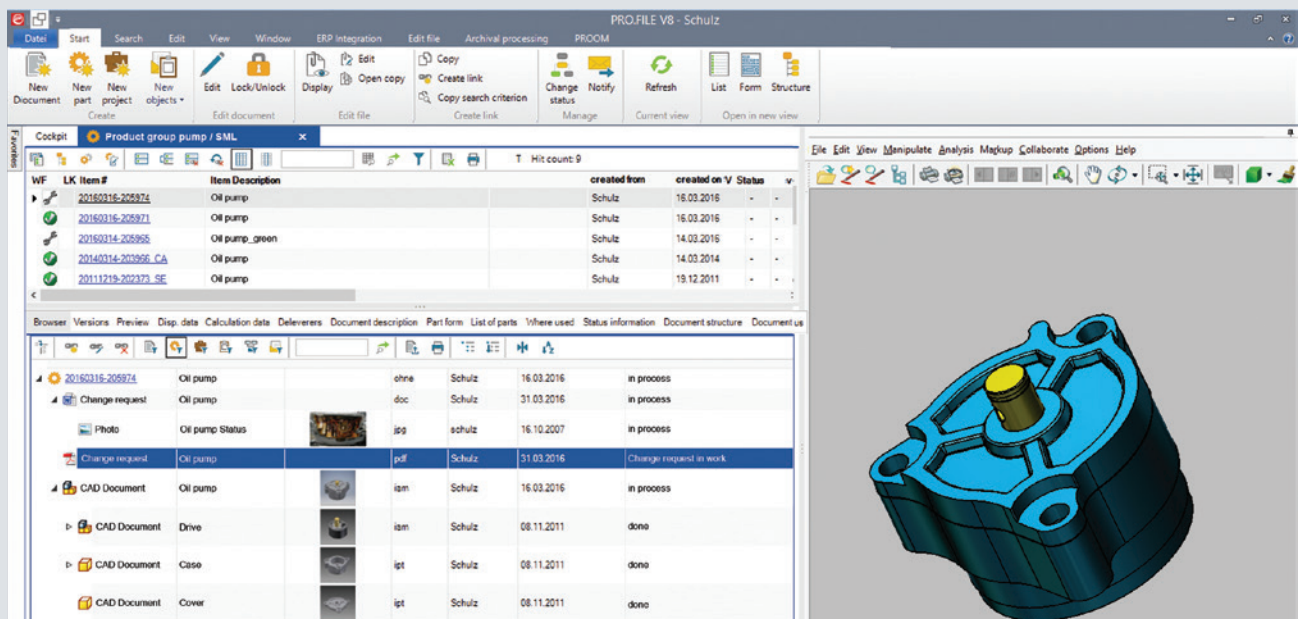 PRO.FILE V8 - Schulz
Datei Start Search Edit View Window ERP Integration Edit file Archival processing PROOM
New Document New part New project New objects Edit Lock/Unlock Display Edit Open copy Copy Create link Copy search criterion Change status Notify Refresh List Form Structure
Create Edit document Edit file Create link Manage Current view Open in new view
Favorites
Cockpit Product group pump / SML x
T Hit count: 9
WF LK Item # Item Description created from created on V Status v
20160316-205974 Oil pump Schulz 16.03.2016 - -
20160316-205971 Oil pump Schulz 16.03.2016 - -
20160314-205965 Oil pump_green Schulz 14.03.2016 - -
20140314-203966_CA Oil pump Schulz 14.03.2014 - -
20111219-202373_SE Oil pump Schulz 19.12.2011 - -
Browser Versions Preview Disp. data Calculation data Deleverers Document description Part form List of parts Where used Status information Document structure Document us
20160316-205974 Oil pump ohne Schulz 16.03.2016 in process
Change request Oil pump doc Schulz 31.03.2016 in process
Photo Oil pump Status jpg schulz 16.10.2007 in process
Change request Oil pump pdf Schulz 31.03.2016 Change request in work
CAD Document Oil pump iam Schulz 16.03.2016 in process
CAD Document Drive iam Schulz 08.11.2011 done
CAD Document Case ipt Schulz 08.11.2011 done
CAD Document Cover ipt Schulz 08.11.2011 done
File Edit View Manipulate Analysis Markup Collaborate Options Help